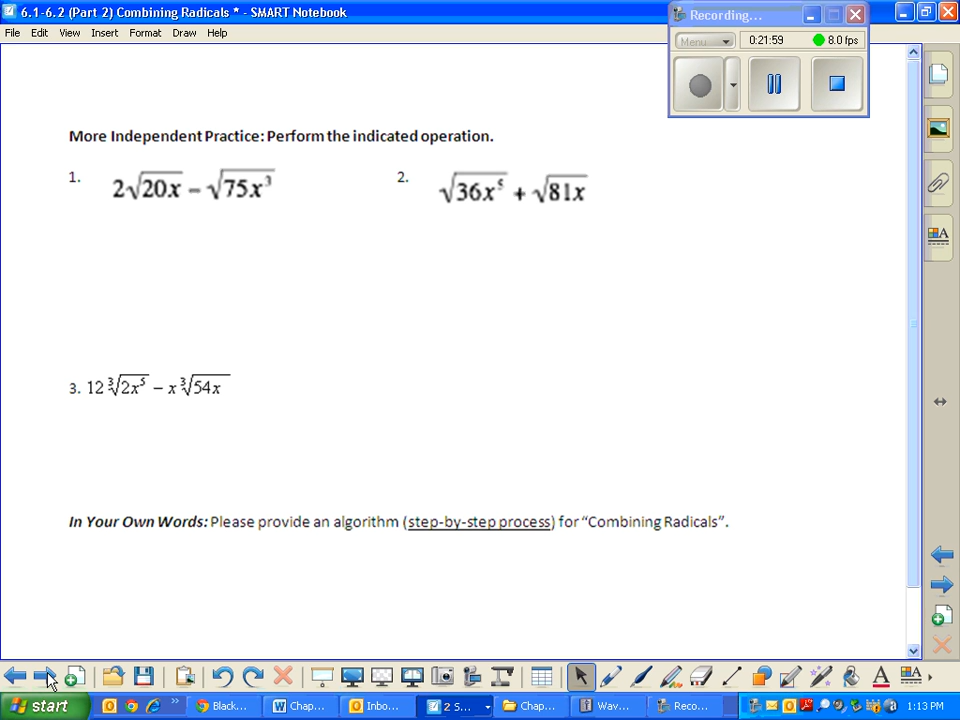 6.1-6.2 (Part 2) Combining Radicals * - SMART Notebook
Recording...
File Edit View Insert Format Draw Help
Menu 0:21:59 8.0 fps
More Independent Practice: Perform the indicated operation.
1. 2√20x − √75x³ 2. √36x⁵ + √81x
3. 12 ∛2x⁵ − x ∛54x
In Your Own Words: Please provide an algorithm (step-by-step process) for “Combining Radicals”.
start Black... Chap... Inbo... 2 S... Chap... Wav... Reco... 1:13 PM